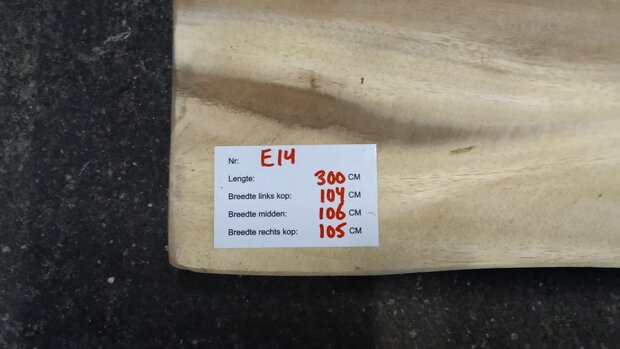 Nr: E14
Lengte: 300 CM
Breedte links kop: 104 CM
Breedte midden: 106 CM
Breedte rechts kop: 105 CM